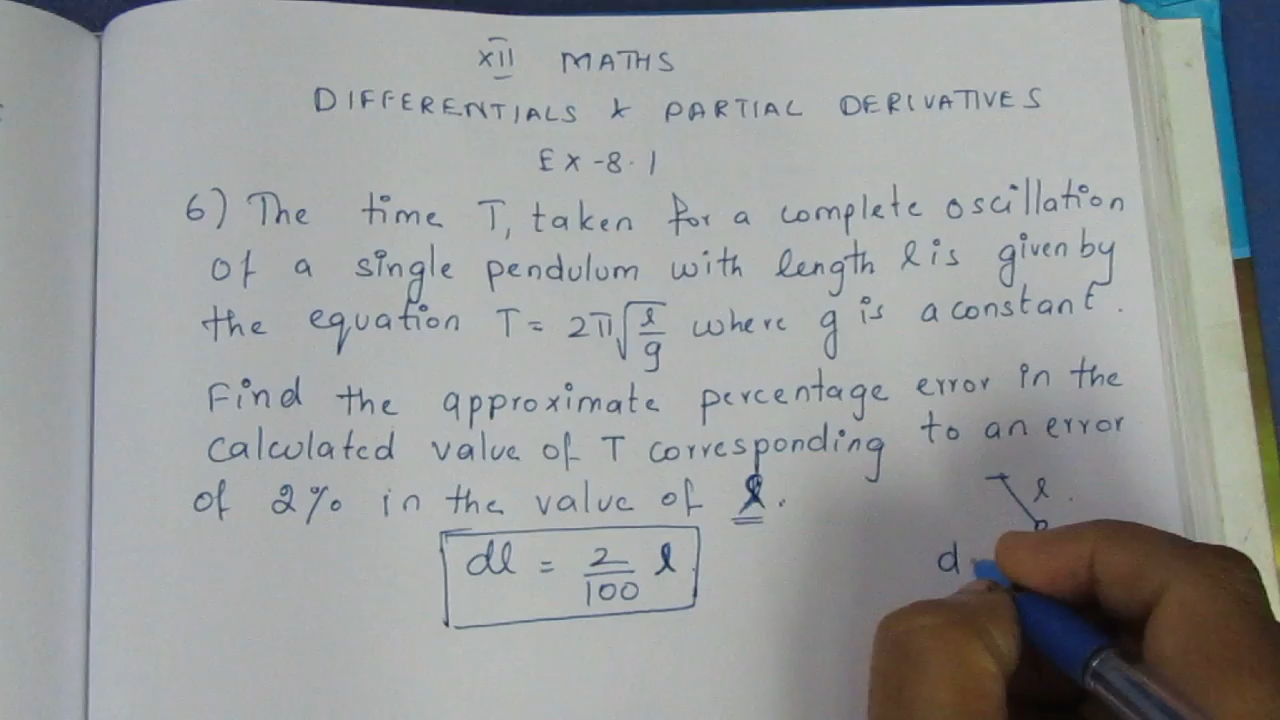 XII MATHS
DIFFERENTIALS & PARTIAL DERIVATIVES
EX-8.1
6) The time T, taken for a complete oscillation
of a single pendulum with length l is given by
the equation T = 2π√(l/g) where g is a constant.
Find the approximate percentage error in the
calculated value of T corresponding to an error
of 2% in the value of l.
l.
dl = 2/100 l
d